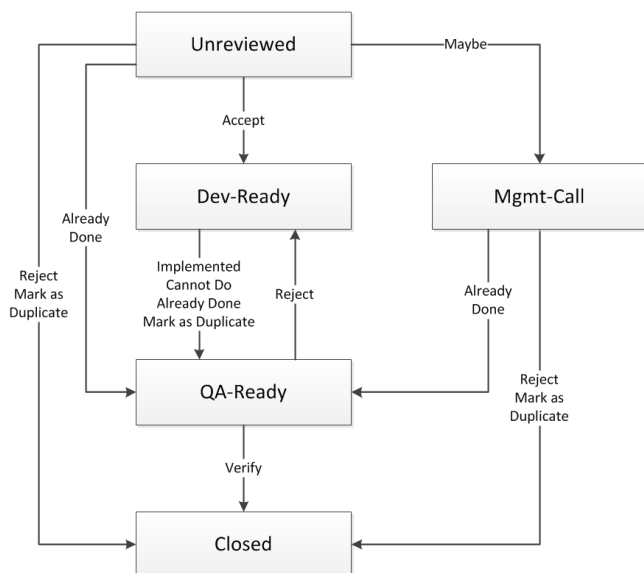 Unreviewed
Maybe
Accept
Dev-Ready
Mgmt-Call
Already
Done
Implemented
Cannot Do
Already Done
Mark as Duplicate
Reject
Reject
Mark as
Duplicate
Already
Done
QA-Ready
Reject
Mark as
Duplicate
Verify
Closed